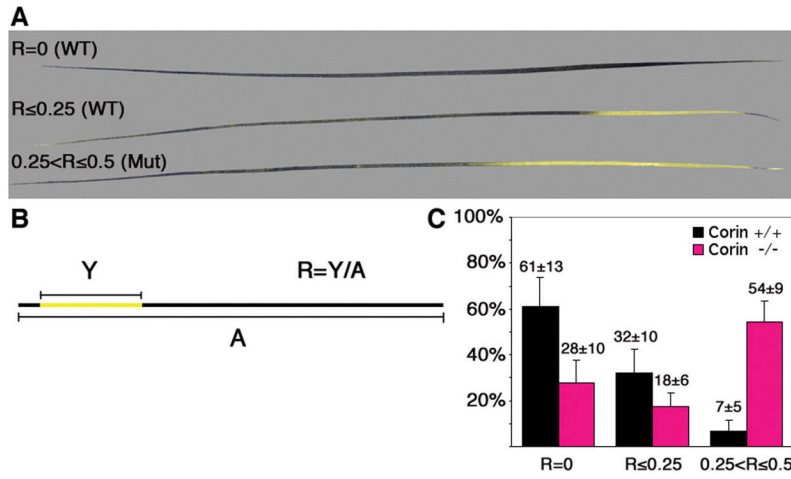 A
R=0 (WT)
R≤0.25 (WT)
0.25<R≤0.5 (Mut)
B
Y
R=Y/A
A
C
100%
80%
60%
40%
20%
Corin +/+
Corin -/-
61±13
28±10
32±10
18±6
7±5
54±9
R=0
R≤0.25
0.25<R≤0.5